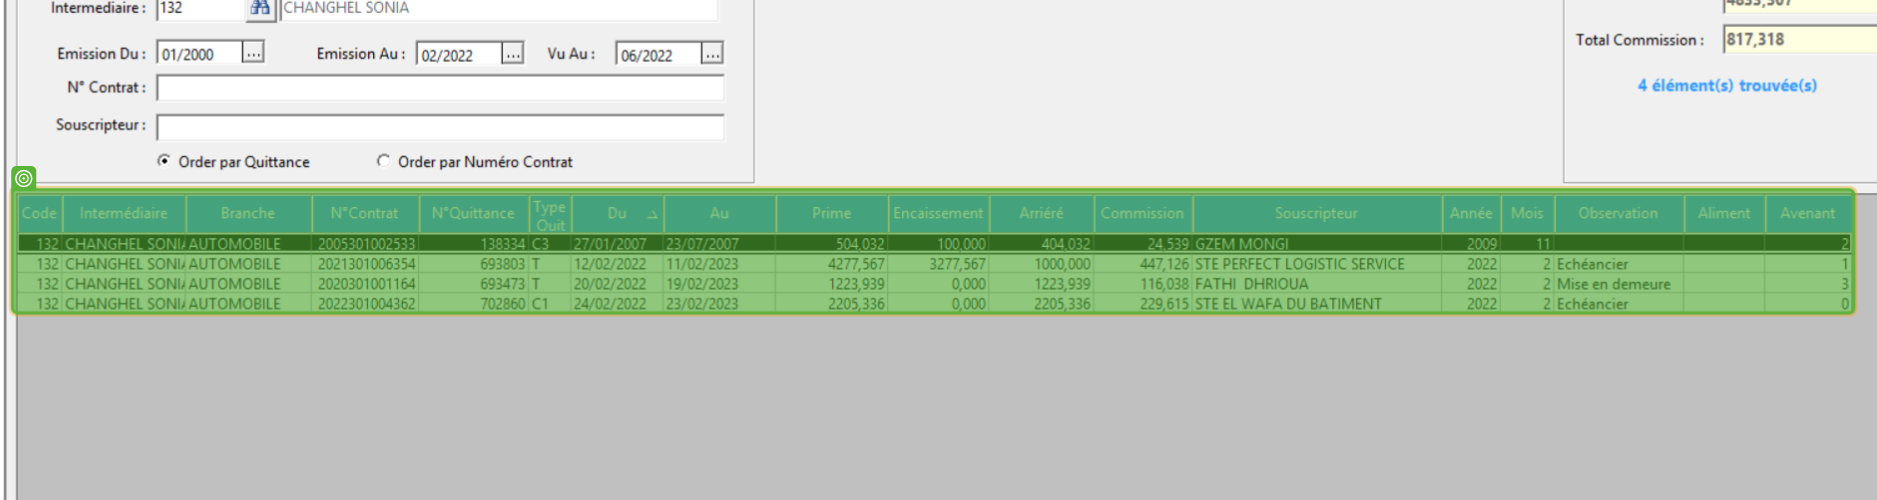 Intermediaire : 132 CHANGHEL SONIA
4833,307
Emission Du : 01/2000 ... Emission Au : 02/2022 ... Vu Au : 06/2022 ...
Total Commission : 817,318
N° Contrat :
4 élément(s) trouvée(s)
Souscripteur :
Order par Quittance Order par Numéro Contrat
Code Intermédiaire Branche N°Contrat N°Quittance Type Quit Du Au Prime Encaissement Arriéré Commission Souscripteur Année Mois Observation Aliment Avenant
132 CHANGHEL SONIA AUTOMOBILE 2005301002533 138334 C3 27/01/2007 23/07/2007 504,032 100,000 404,032 24,539 GZEM MONGI 2009 11 2
132 CHANGHEL SONIA AUTOMOBILE 2021301006354 693803 T 12/02/2022 11/02/2023 4277,567 3277,567 1000,000 447,126 STE PERFECT LOGISTIC SERVICE 2022 2 Echéancier 1
132 CHANGHEL SONIA AUTOMOBILE 2020301001164 693473 T 20/02/2022 19/02/2023 1223,939 0,000 1223,939 116,038 FATHI DHRIOUA 2022 2 Mise en demeure 3
132 CHANGHEL SONIA AUTOMOBILE 2022301004362 702860 C1 24/02/2022 23/02/2023 2205,336 0,000 2205,336 229,615 STE EL WAFA DU BATIMENT 2022 2 Echéancier 0